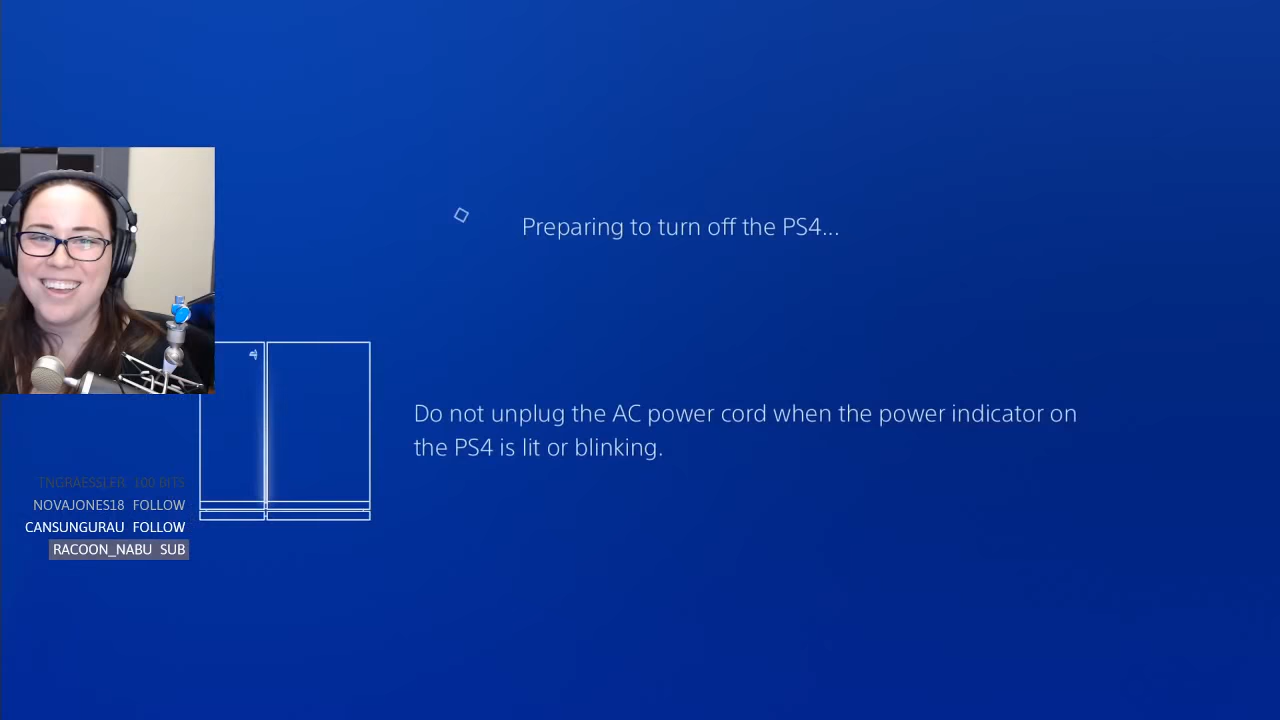 Preparing to turn off the PS4...
Do not unplug the AC power cord when the power indicator on
the PS4 is lit or blinking.
TNGRAESSLER 100 BITS
NOVAJONES18 FOLLOW
CANSUNGURAU FOLLOW
RACOON_NABU SUB